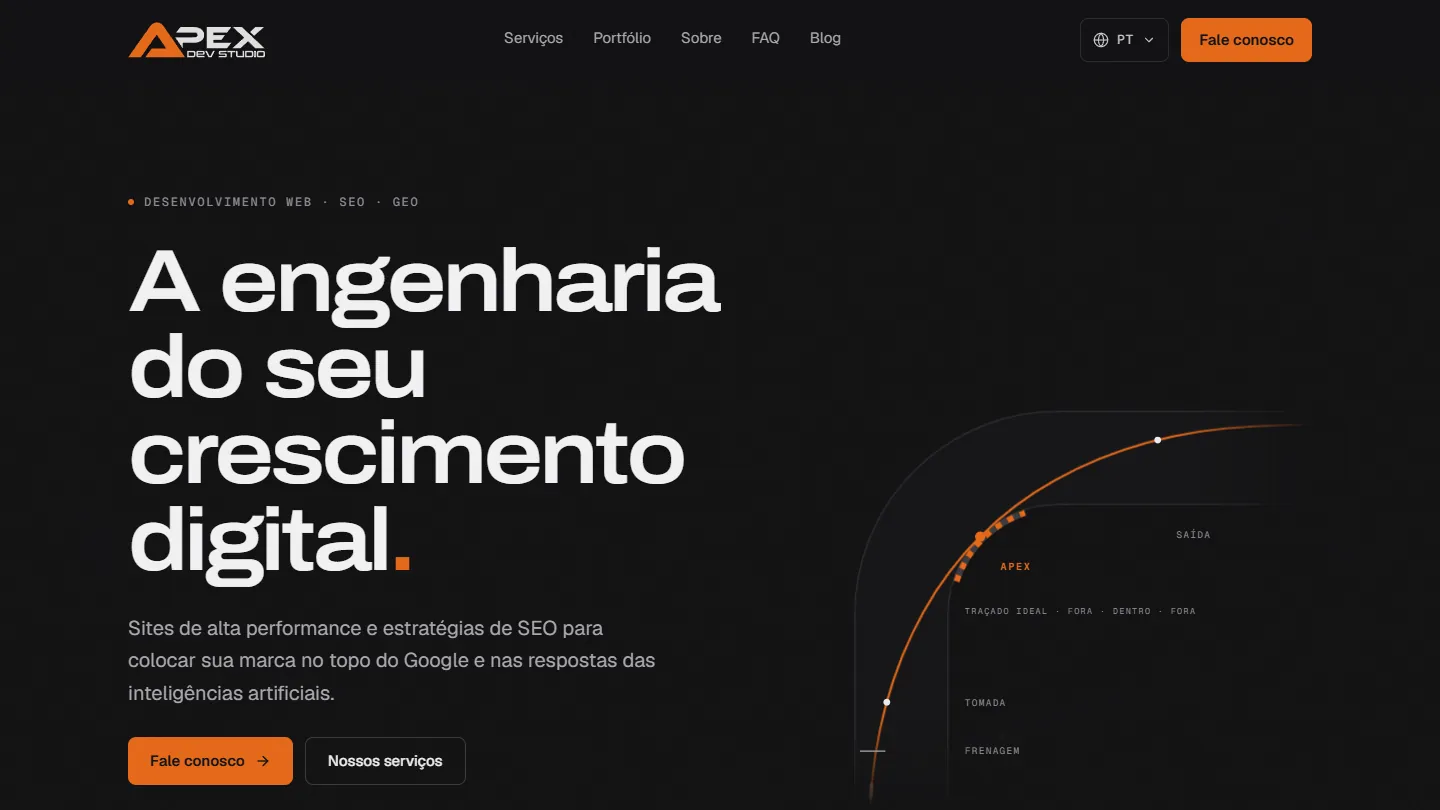 APEX
DEV STUDIO
Serviços
Portfólio
Sobre
FAQ
Blog
PT
Fale conosco
DESENVOLVIMENTO WEB · SEO · GEO
A engenharia
do seu
crescimento
digital.
Sites de alta performance e estratégias de SEO para
colocar sua marca no topo do Google e nas respostas das
inteligências artificiais.
Fale conosco →
Nossos serviços
SAÍDA
APEX
TRAÇADO IDEAL · FORA · DENTRO · FORA
TOMADA
FRENAGEM